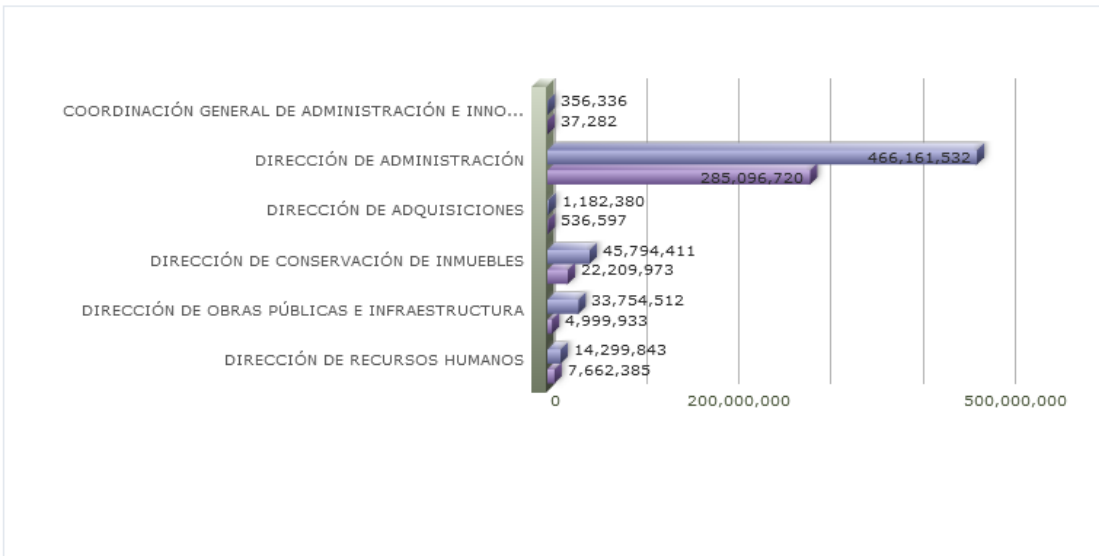 COORDINACIÓN GENERAL DE ADMINISTRACIÓN E INNO...
356,336
37,282
DIRECCIÓN DE ADMINISTRACIÓN
466,161,532
285,096,720
DIRECCIÓN DE ADQUISICIONES
1,182,380
536,597
DIRECCIÓN DE CONSERVACIÓN DE INMUEBLES
45,794,411
22,209,973
DIRECCIÓN DE OBRAS PÚBLICAS E INFRAESTRUCTURA
33,754,512
4,999,933
DIRECCIÓN DE RECURSOS HUMANOS
14,299,843
7,662,385
0 200,000,000 500,000,000